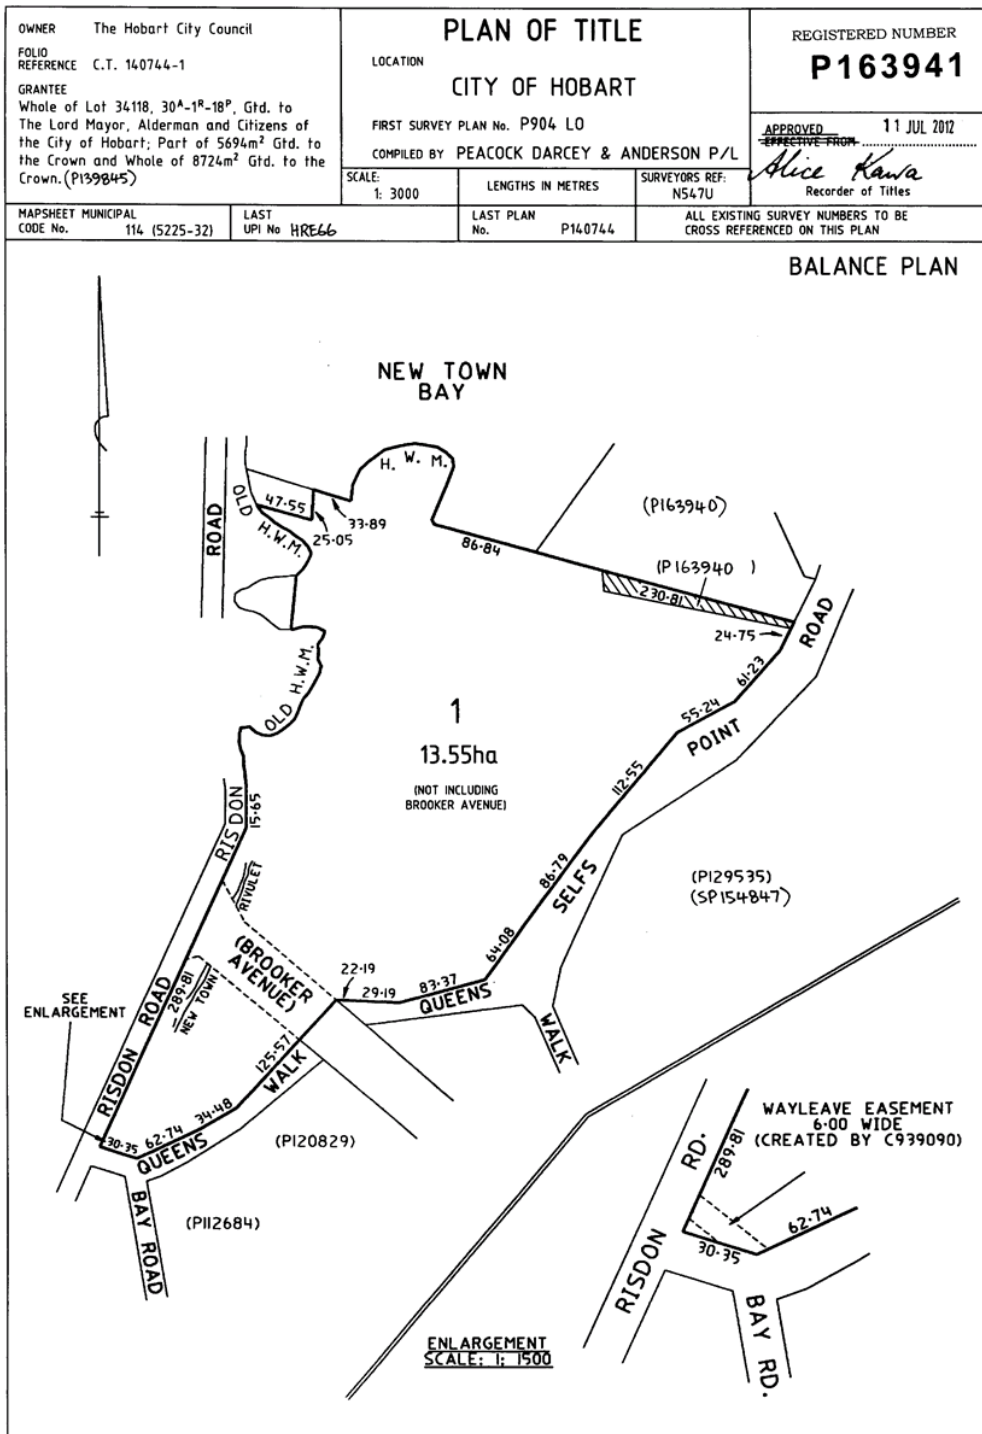 OWNER The Hobart City Council
FOLIO
REFERENCE C.T. 140744-1
GRANTEE
Whole of Lot 34118, 30ᴬ-1ᴿ-18ᴾ, Gtd. to
The Lord Mayor, Alderman and Citizens of
the City of Hobart; Part of 5694m² Gtd. to
the Crown and Whole of 8724m² Gtd. to the
Crown. (P139845)
PLAN OF TITLE
LOCATION
CITY OF HOBART
FIRST SURVEY PLAN No. P904 LO
COMPILED BY PEACOCK DARCEY & ANDERSON P/L
SCALE:
1: 3000
LENGTHS IN METRES
SURVEYORS REF:
N547U
REGISTERED NUMBER
P163941
APPROVED 11 JUL 2012
EFFECTIVE FROM
Alice Kawa
Recorder of Titles
MAPSHEET MUNICIPAL
CODE No. 114 (5225-32)
LAST
UPI No HRE66
LAST PLAN
No. P140744
ALL EXISTING SURVEY NUMBERS TO BE
CROSS REFERENCED ON THIS PLAN
BALANCE PLAN
NEW TOWN
BAY
H. W. M.
ROAD
OLD H.W.M.
47·55
33·89
25·05
86·84
(P163940)
(P163940 )
230·81
24·75
ROAD
61·23
55·24
POINT
112·55
OLD H.W.M.
1
13.55ha
(NOT INCLUDING
BROOKER AVENUE)
RISDON
15·65
RIVULET
86·79
SELFS
64·08
(P129535)
(SP154847)
(BROOKER
AVENUE)
22·19
29·19
83·37
QUEENS
WALK
SEE
ENLARGEMENT
RISDON ROAD
289·81
NEW TOWN
125·57
WALK
34·48
62·74
30·35
QUEENS
(P120829)
BAY ROAD
(P112684)
WAYLEAVE EASEMENT
6·00 WIDE
(CREATED BY C939090)
RISDON RD.
289·81
62·74
30·35
BAY RD.
ENLARGEMENT
SCALE: 1: 1500